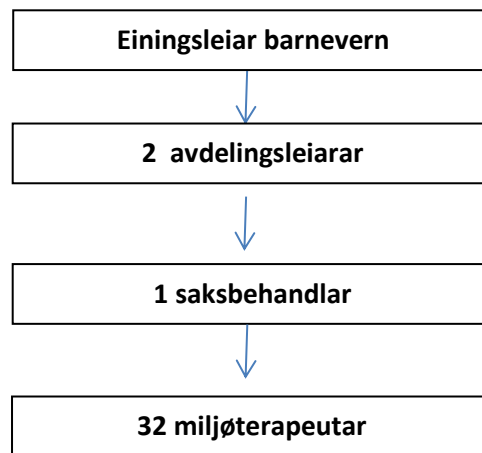 Einingsleiar barnevern
2 avdelingsleiarar
1 saksbehandlar
32 miljøterapeutar